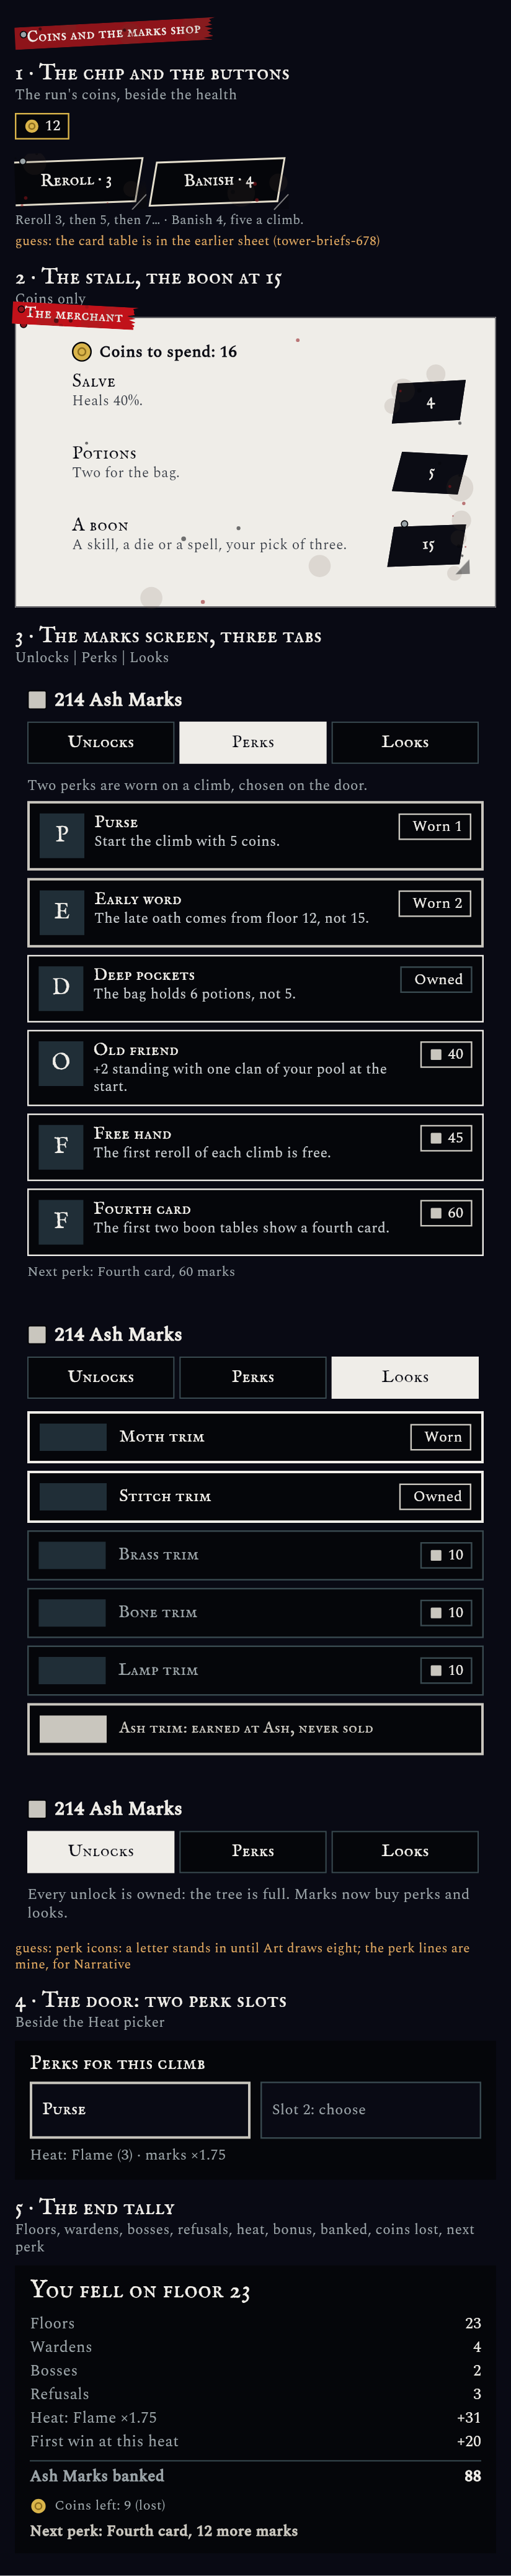 Coins and the marks shop
1 · The chip and the buttons
The run's coins, beside the health
12
Reroll · 3
Banish · 4
Reroll 3, then 5, then 7… · Banish 4, five a climb.
guess: the card table is in the earlier sheet (tower-briefs-678)
2 · The stall, the boon at 15
Coins only
The merchant
Coins to spend: 16
Salve
Heals 40%.
4
Potions
Two for the bag.
5
A boon
A skill, a die or a spell, your pick of three.
15
3 · The marks screen, three tabs
Unlocks | Perks | Looks
214 Ash Marks
Unlocks
Perks
Looks
Two perks are worn on a climb, chosen on the door.
P
Purse
Start the climb with 5 coins.
Worn 1
E
Early word
The late oath comes from floor 12, not 15.
Worn 2
D
Deep pockets
The bag holds 6 potions, not 5.
Owned
O
Old friend
+2 standing with one clan of your pool at the
start.
40
F
Free hand
The first reroll of each climb is free.
45
F
Fourth card
The first two boon tables show a fourth card.
60
Next perk: Fourth card, 60 marks
214 Ash Marks
Unlocks
Perks
Looks
Moth trim
Worn
Stitch trim
Owned
Brass trim
10
Bone trim
10
Lamp trim
10
Ash trim: earned at Ash, never sold
214 Ash Marks
Unlocks
Perks
Looks
Every unlock is owned: the tree is full. Marks now buy perks and
looks.
guess: perk icons: a letter stands in until Art draws eight; the perk lines are
mine, for Narrative
4 · The door: two perk slots
Beside the Heat picker
Perks for this climb
Purse
Slot 2: choose
Heat: Flame (3) · marks ×1.75
5 · The end tally
Floors, wardens, bosses, refusals, heat, bonus, banked, coins lost, next
perk
You fell on floor 23
Floors 23
Wardens 4
Bosses 2
Refusals 3
Heat: Flame ×1.75 +31
First win at this heat +20
Ash Marks banked 88
Coins left: 9 (lost)
Next perk: Fourth card, 12 more marks